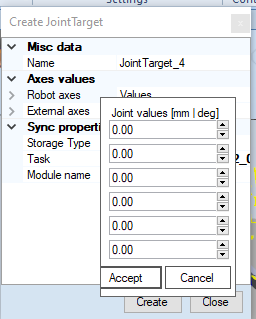 Settings
Create JointTarget
Misc data
Name JointTarget_4
Axes values
Robot axes Values
External axes
Joint values [mm | deg]
0.00
0.00
0.00
0.00
0.00
0.00
Sync
Storage Type
Task
Module name
Accept Cancel
Create Close